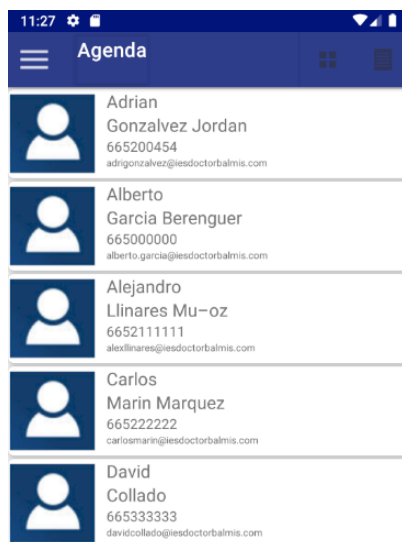 11:27
Agenda
Adrian
Gonzalvez Jordan
665200454
adrigonzalvez@iesdoctorbalmis.com
Alberto
Garcia Berenguer
665000000
alberto.garcia@iesdoctorbalmis.com
Alejandro
Llinares Mu–oz
6652111111
alexllinares@iesdoctorbalmis.com
Carlos
Marin Marquez
665222222
carlosmarin@iesdoctorbalmis.com
David
Collado
665333333
davidcollado@iesdoctorbalmis.com